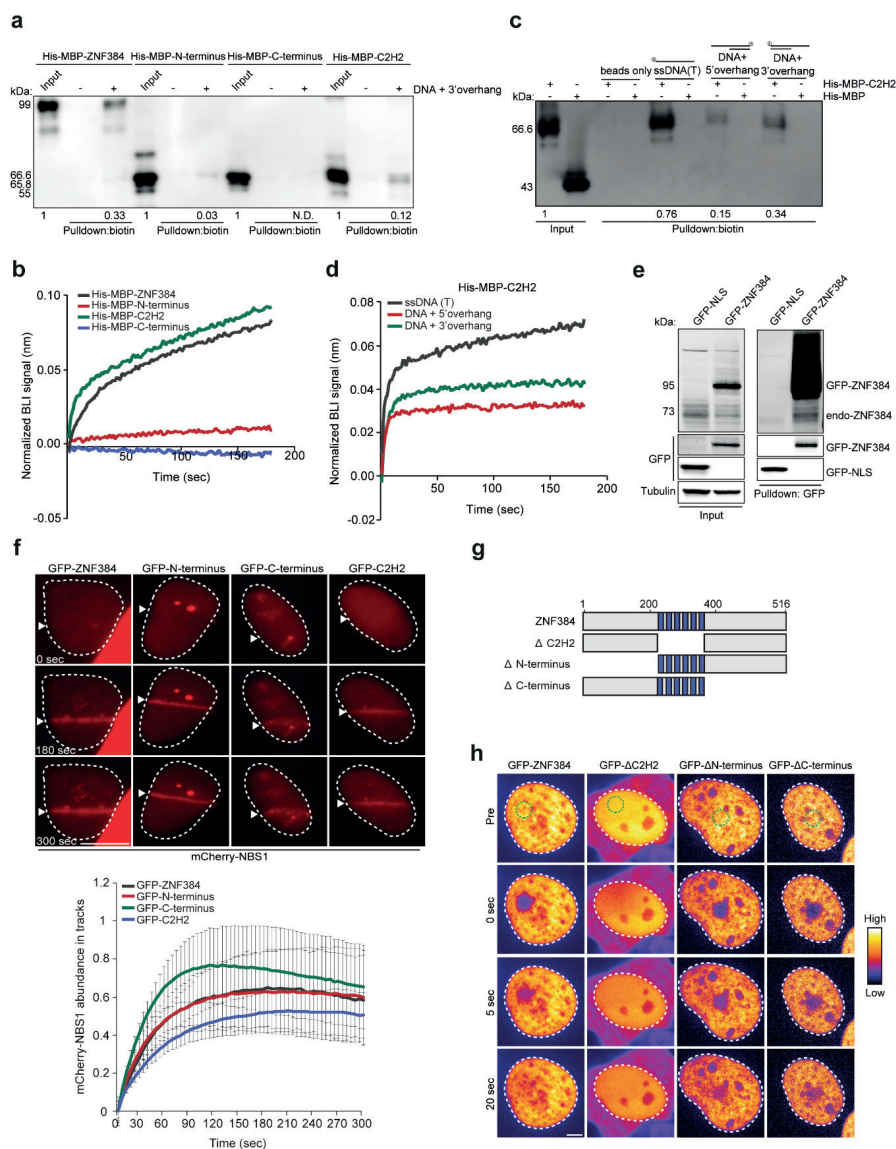 a
His-MBP-ZNF384 His-MBP-N-terminus His-MBP-C-terminus His-MBP-C2H2
Input - + Input - + Input - + Input - + DNA + 3'overhang
kDa:
99
66.6
65.8
55
1 0.33 1 0.03 1 N.D. 1 0.12
Pulldown:biotin Pulldown:biotin Pulldown:biotin Pulldown:biotin
c
beads only ssDNA(T) DNA+ 5'overhang DNA+ 3'overhang
+ - + - + - + - + - His-MBP-C2H2
- + - + - + - + - + His-MBP
kDa:
66.6
43
1 0.76 0.15 0.34
Input Pulldown:biotin
b
Normalized BLI signal (nm)
0.10
0.05
0.00
-0.05
His-MBP-ZNF384
His-MBP-N-terminus
His-MBP-C2H2
His-MBP-C-terminus
50 100 150 200
Time (sec)
d
His-MBP-C2H2
Normalized BLI signal (nm)
0.08
0.06
0.04
0.02
0.00
-0.02
ssDNA (T)
DNA + 5'overhang
DNA + 3'overhang
50 100 150 200
Time (sec)
e
GFP-NLS GFP-ZNF384 GFP-NLS GFP-ZNF384
kDa:
95 GFP-ZNF384
73 endo-ZNF384
GFP GFP-ZNF384
GFP-NLS
Tubulin Pulldown: GFP
Input
f
GFP-ZNF384 GFP-N-terminus GFP-C-terminus GFP-C2H2
0 sec
180 sec
300 sec
mCherry-NBS1
mCherry-NBS1 abundance in tracks
1.2
1
0.8
0.6
0.4
0.2
0
GFP-ZNF384
GFP-N-terminus
GFP-C-terminus
GFP-C2H2
0 30 60 90 120 150 180 210 240 270 300
Time (sec)
g
1 200 400 516
ZNF384
Δ C2H2
Δ N-terminus
Δ C-terminus
h
GFP-ZNF384 GFP-ΔC2H2 GFP-ΔN-terminus GFP-ΔC-terminus
Pre
0 sec
5 sec
20 sec
High
Low